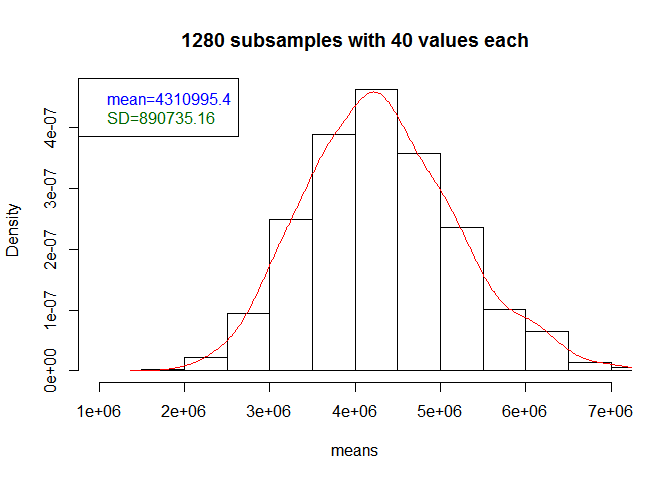 1280 subsamples with 40 values each
mean=4310995.4
SD=890735.16
Density
4e-07
3e-07
2e-07
1e-07
0e+00
1e+06 2e+06 3e+06 4e+06 5e+06 6e+06 7e+06
means